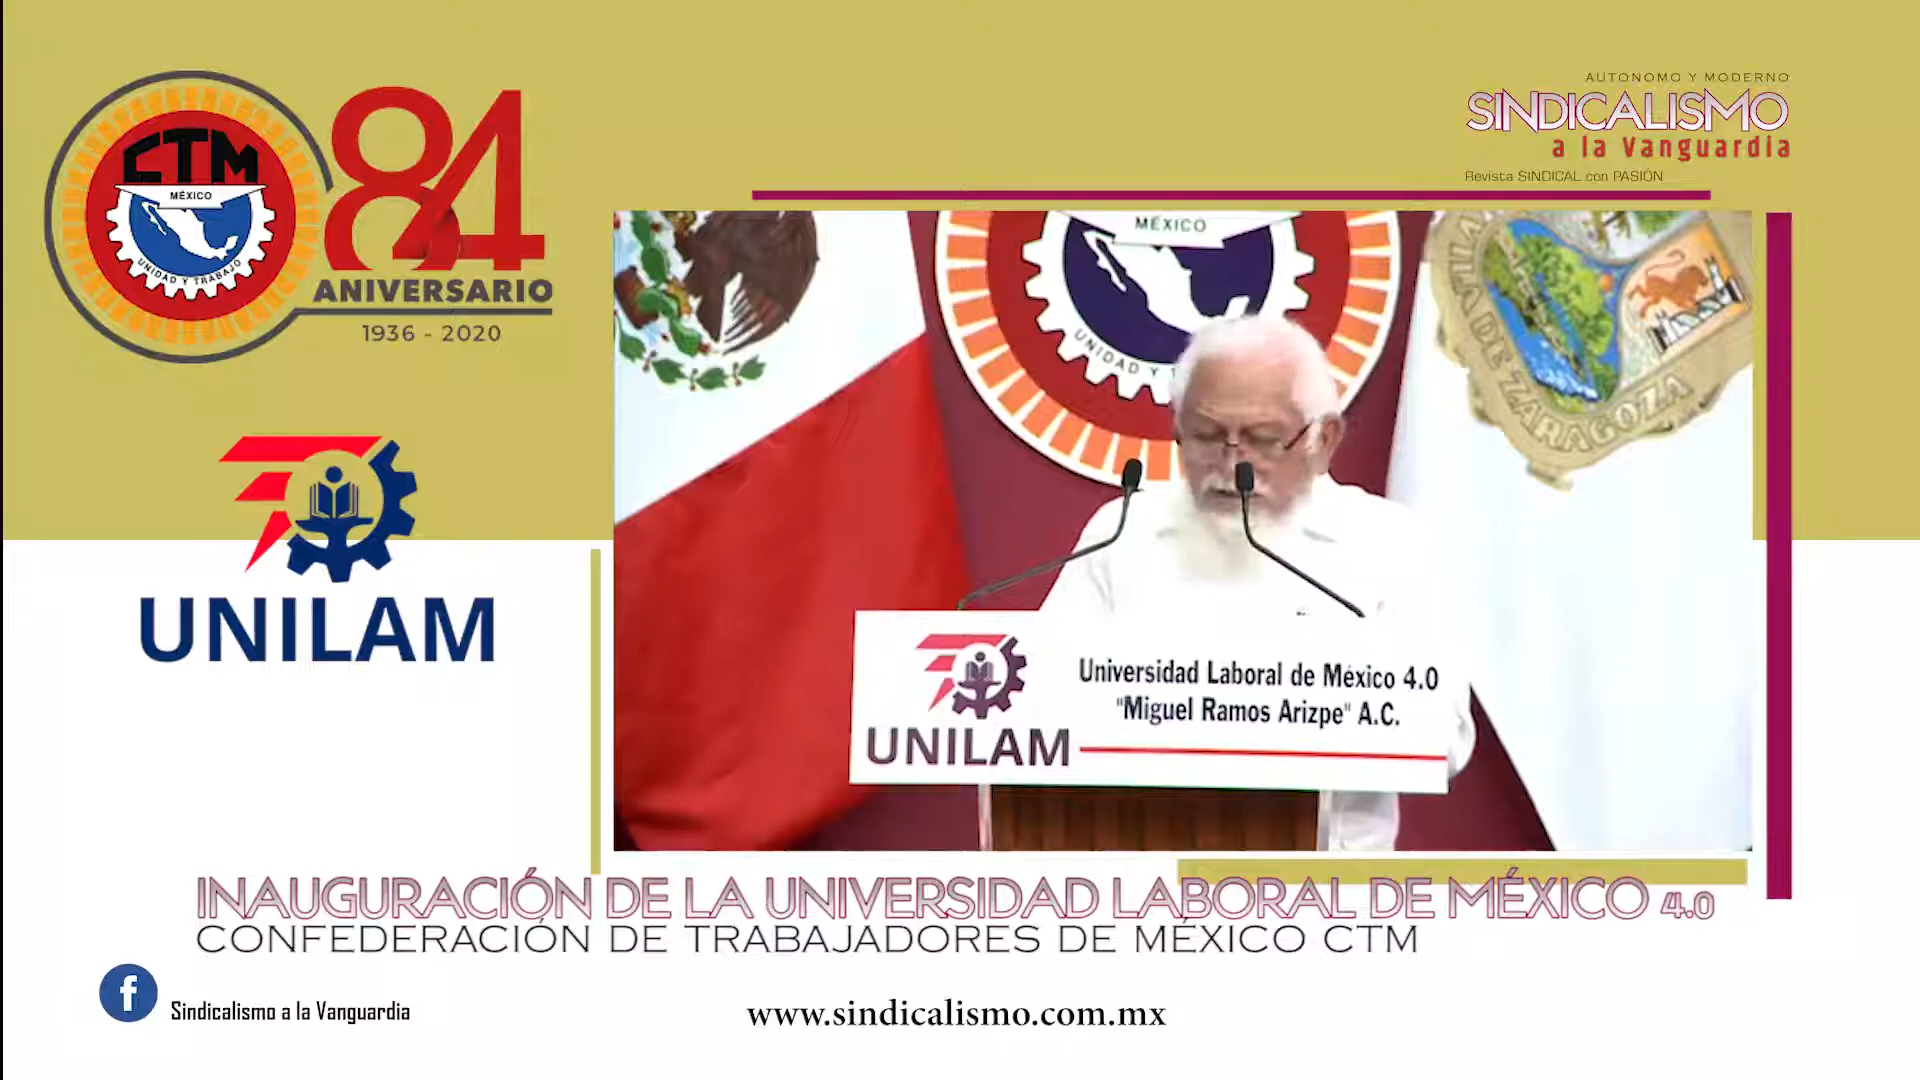 CTM
MÉXICO
UNIDAD Y TRABAJO
84
ANIVERSARIO
1936 - 2020
AUTONOMO Y MODERNO
SINDICALISMO
a la Vanguardia
Revista SINDICAL con PASIÓN
UNILAM
MÉXICO
UNIDAD Y
DE ZARAGOZA
UNILAM
Universidad Laboral de México 4.0
"Miguel Ramos Arizpe" A.C.
INAUGURACIÓN DE LA UNIVERSIDAD LABORAL DE MÉXICO 4.0
CONFEDERACIÓN DE TRABAJADORES DE MÉXICO CTM
f
Sindicalismo a la Vanguardia
www.sindicalismo.com.mx